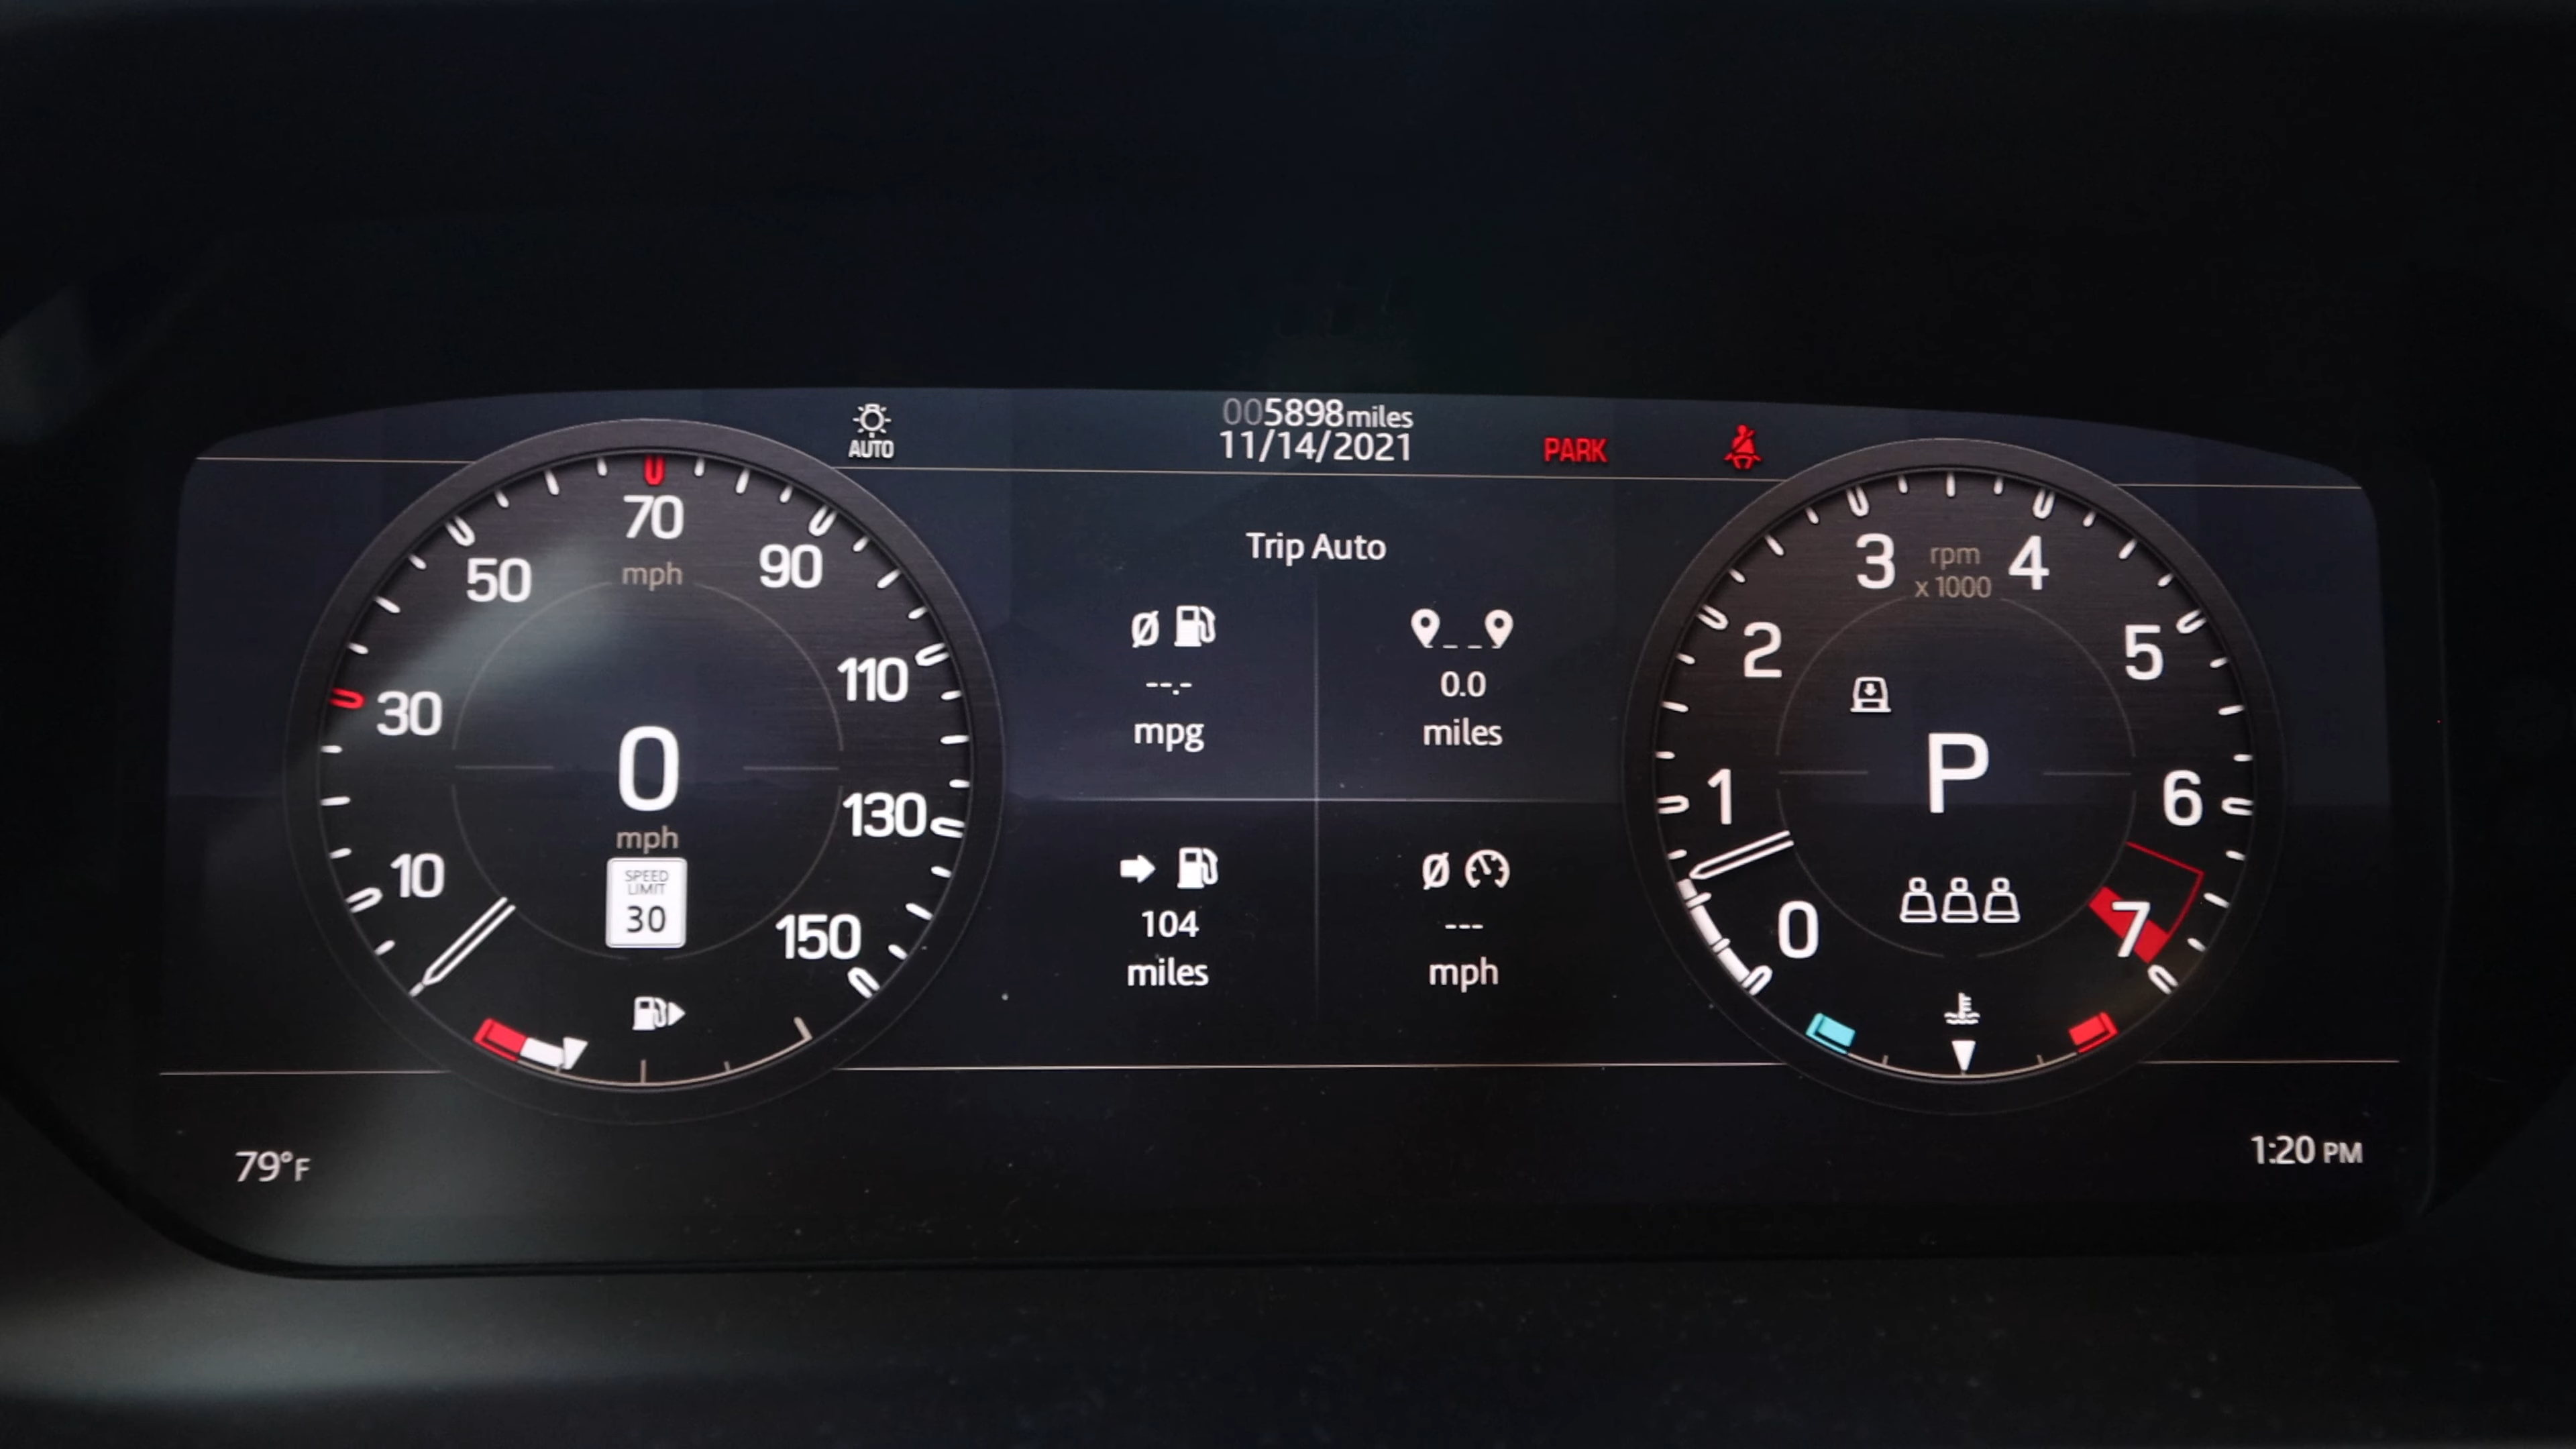 005898miles
AUTO
11/14/2021
PARK
Trip Auto
10
30
50
70
90
110
130
150
mph
0
mph
SPEED
LIMIT
30
--.-
mpg
0.0
miles
104
miles
---
mph
0
1
2
3
4
5
6
7
rpm
x 1000
P
79°F
1:20 PM